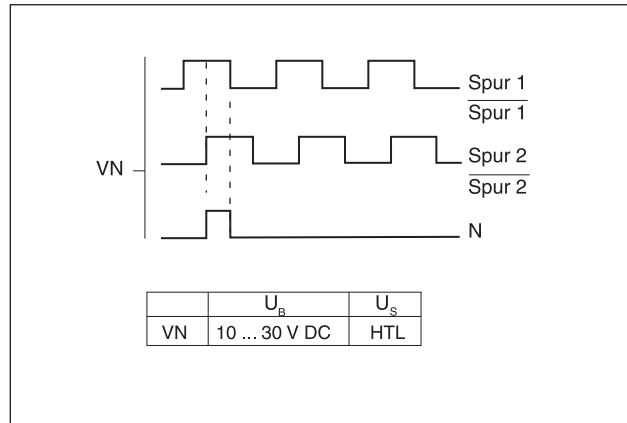 Spur 1
Spur 1
Spur 2
VN
Spur 2
N
U_B U_S
VN 10 ... 30 V DC HTL